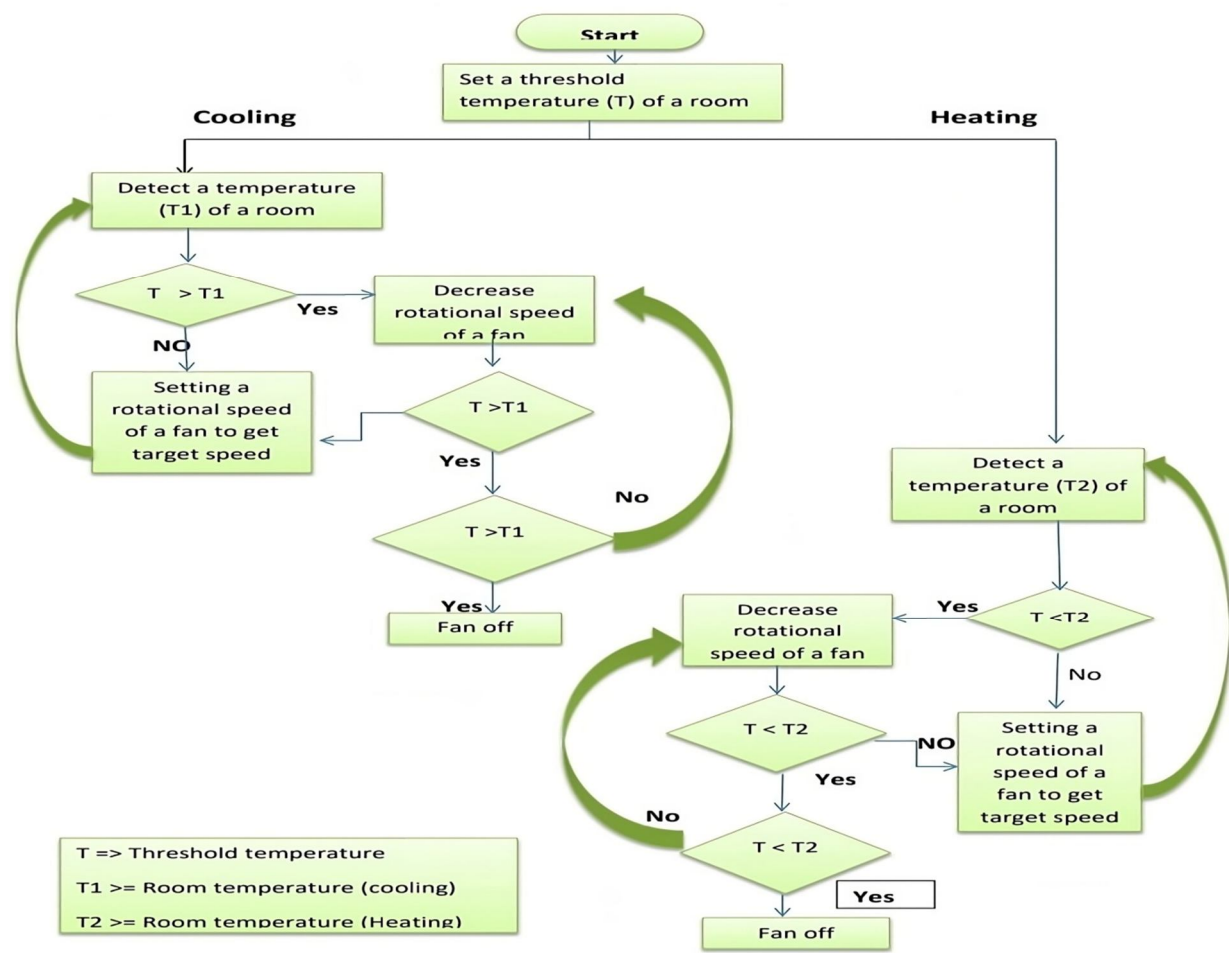 Start
Set a threshold
temperature (T) of a room
Cooling
Heating
Detect a temperature
(T1) of a room
T > T1
Yes
Decrease
rotational speed
of a fan
NO
Setting a
rotational speed
of a fan to get
target speed
T >T1
Yes
T >T1
No
Yes
Fan off
Detect a
temperature (T2) of
a room
T <T2
Yes
Decrease
rotational
speed of a fan
No
T < T2
NO
Setting a
rotational
speed of a
fan to get
target speed
Yes
No
T < T2
Yes
Fan off
T => Threshold temperature
T1 >= Room temperature (cooling)
T2 >= Room temperature (Heating)